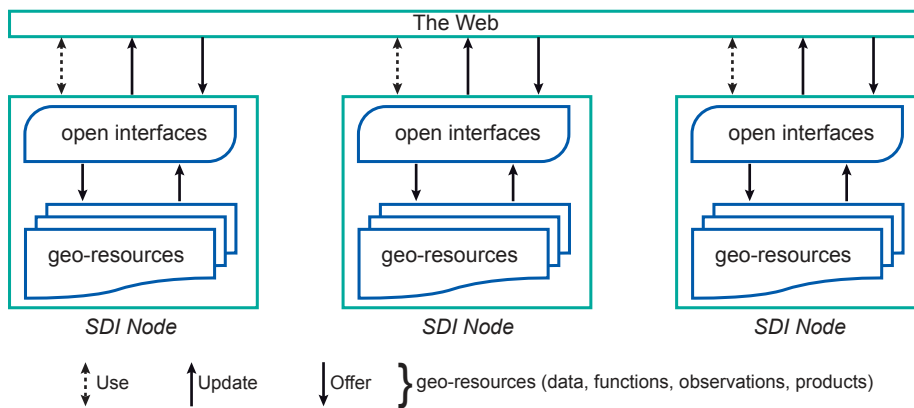 The Web
open interfaces
open interfaces
open interfaces
geo-resources
geo-resources
geo-resources
SDI Node
SDI Node
SDI Node
Use
Update
Offer
geo-resources (data, functions, observations, products)